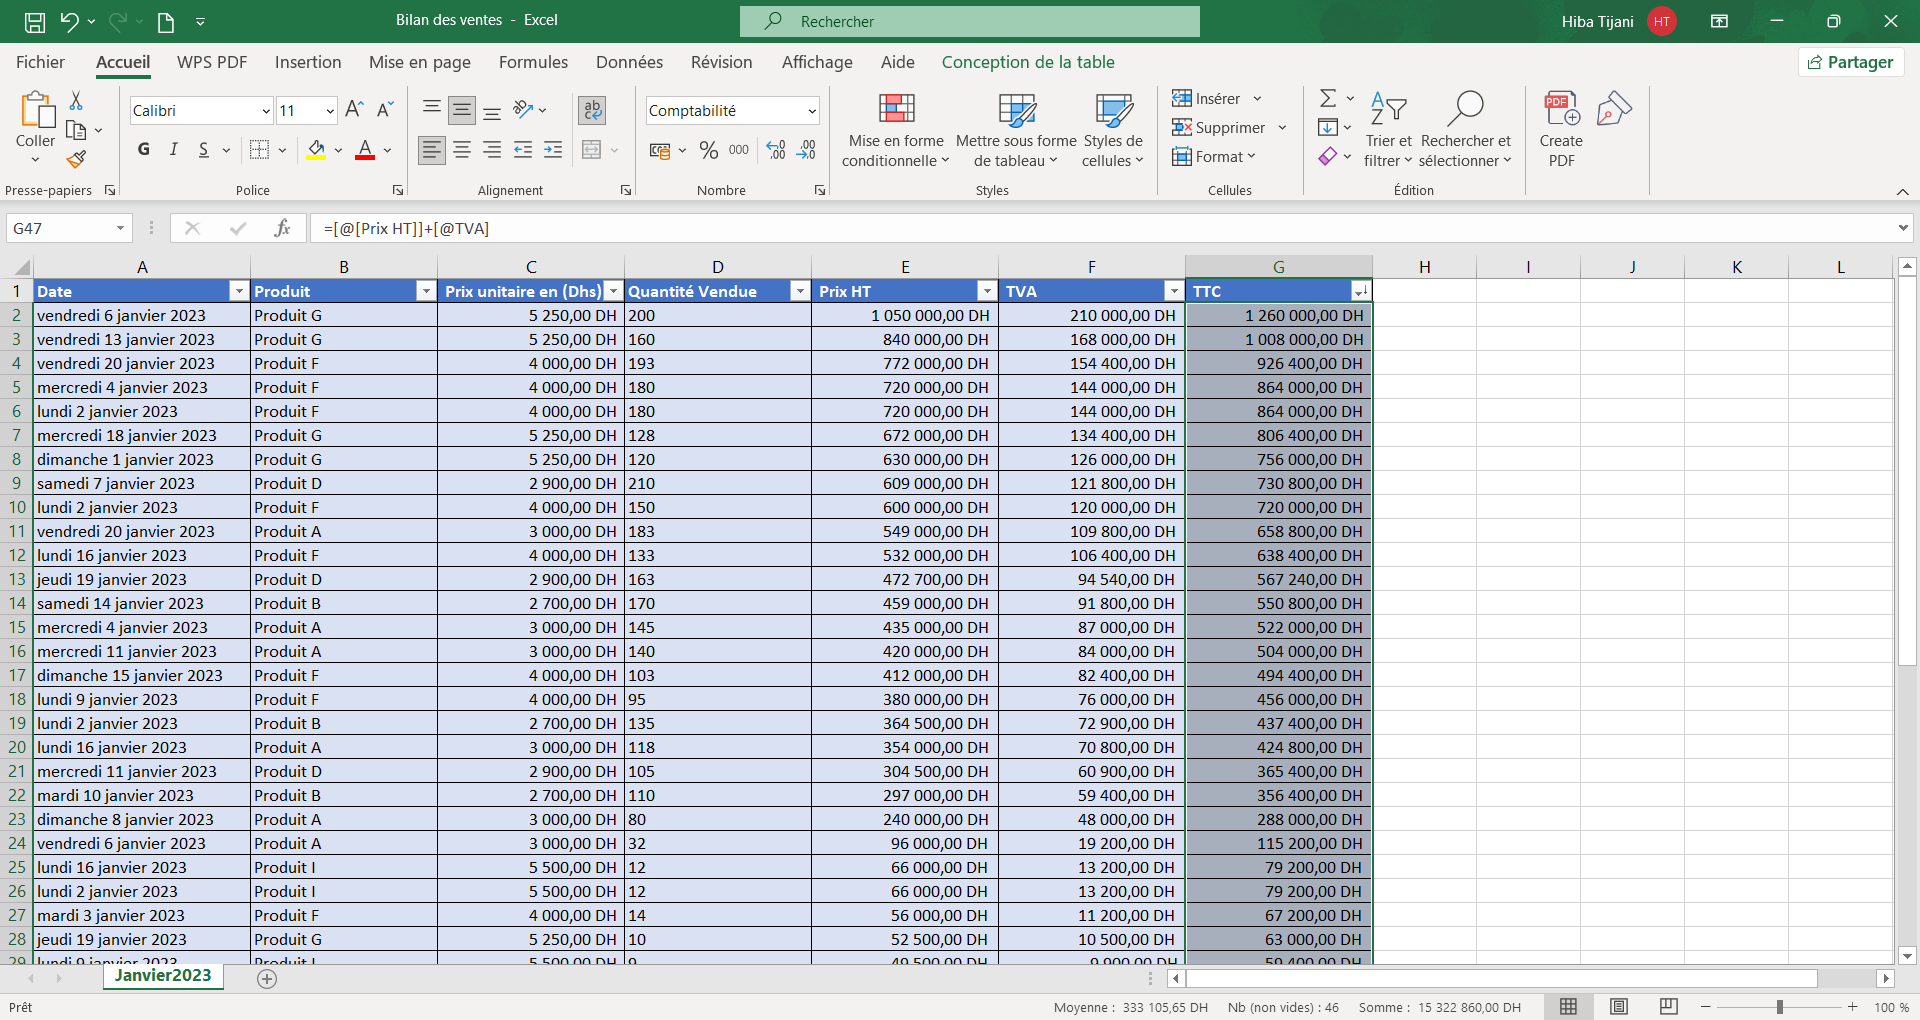 Bilan des ventes - Excel
Rechercher
Hiba Tijani HT
Fichier Accueil WPS PDF Insertion Mise en page Formules Données Révision Affichage Aide Conception de la table Partager
Coller
Presse-papiers
Calibri 11
G I S
Police
Alignement
Comptabilité
% 000
Nombre
Mise en forme conditionnelle
Mettre sous forme de tableau
Styles de cellules
Styles
Insérer
Supprimer
Format
Cellules
Trier et filtrer
Rechercher et sélectionner
Édition
Create PDF
G47 fx =[@[Prix HT]]+[@TVA]
A B C D E F G H I J K L
1 Date Produit Prix unitaire en (Dhs) Quantité Vendue Prix HT TVA TTC
2 vendredi 6 janvier 2023 Produit G 5 250,00 DH 200 1 050 000,00 DH 210 000,00 DH 1 260 000,00 DH
3 vendredi 13 janvier 2023 Produit G 5 250,00 DH 160 840 000,00 DH 168 000,00 DH 1 008 000,00 DH
4 vendredi 20 janvier 2023 Produit F 4 000,00 DH 193 772 000,00 DH 154 400,00 DH 926 400,00 DH
5 mercredi 4 janvier 2023 Produit F 4 000,00 DH 180 720 000,00 DH 144 000,00 DH 864 000,00 DH
6 lundi 2 janvier 2023 Produit F 4 000,00 DH 180 720 000,00 DH 144 000,00 DH 864 000,00 DH
7 mercredi 18 janvier 2023 Produit G 5 250,00 DH 128 672 000,00 DH 134 400,00 DH 806 400,00 DH
8 dimanche 1 janvier 2023 Produit G 5 250,00 DH 120 630 000,00 DH 126 000,00 DH 756 000,00 DH
9 samedi 7 janvier 2023 Produit D 2 900,00 DH 210 609 000,00 DH 121 800,00 DH 730 800,00 DH
10 lundi 2 janvier 2023 Produit F 4 000,00 DH 150 600 000,00 DH 120 000,00 DH 720 000,00 DH
11 vendredi 20 janvier 2023 Produit A 3 000,00 DH 183 549 000,00 DH 109 800,00 DH 658 800,00 DH
12 lundi 16 janvier 2023 Produit F 4 000,00 DH 133 532 000,00 DH 106 400,00 DH 638 400,00 DH
13 jeudi 19 janvier 2023 Produit D 2 900,00 DH 163 472 700,00 DH 94 540,00 DH 567 240,00 DH
14 samedi 14 janvier 2023 Produit B 2 700,00 DH 170 459 000,00 DH 91 800,00 DH 550 800,00 DH
15 mercredi 4 janvier 2023 Produit A 3 000,00 DH 145 435 000,00 DH 87 000,00 DH 522 000,00 DH
16 mercredi 11 janvier 2023 Produit A 3 000,00 DH 140 420 000,00 DH 84 000,00 DH 504 000,00 DH
17 dimanche 15 janvier 2023 Produit F 4 000,00 DH 103 412 000,00 DH 82 400,00 DH 494 400,00 DH
18 lundi 9 janvier 2023 Produit F 4 000,00 DH 95 380 000,00 DH 76 000,00 DH 456 000,00 DH
19 lundi 2 janvier 2023 Produit B 2 700,00 DH 135 364 500,00 DH 72 900,00 DH 437 400,00 DH
20 lundi 16 janvier 2023 Produit A 3 000,00 DH 118 354 000,00 DH 70 800,00 DH 424 800,00 DH
21 mercredi 11 janvier 2023 Produit D 2 900,00 DH 105 304 500,00 DH 60 900,00 DH 365 400,00 DH
22 mardi 10 janvier 2023 Produit B 2 700,00 DH 110 297 000,00 DH 59 400,00 DH 356 400,00 DH
23 dimanche 8 janvier 2023 Produit A 3 000,00 DH 80 240 000,00 DH 48 000,00 DH 288 000,00 DH
24 vendredi 6 janvier 2023 Produit A 3 000,00 DH 32 96 000,00 DH 19 200,00 DH 115 200,00 DH
25 lundi 16 janvier 2023 Produit I 5 500,00 DH 12 66 000,00 DH 13 200,00 DH 79 200,00 DH
26 lundi 2 janvier 2023 Produit I 5 500,00 DH 12 66 000,00 DH 13 200,00 DH 79 200,00 DH
27 mardi 3 janvier 2023 Produit F 4 000,00 DH 14 56 000,00 DH 11 200,00 DH 67 200,00 DH
28 jeudi 19 janvier 2023 Produit G 5 250,00 DH 10 52 500,00 DH 10 500,00 DH 63 000,00 DH
29 lundi 9 janvier 2023 Produit I 5 500,00 DH 9 49 500,00 DH 9 900,00 DH 59 400,00 DH
Janvier2023
Prêt Moyenne : 333 105,65 DH Nb (non vides) : 46 Somme : 15 322 860,00 DH 100 %